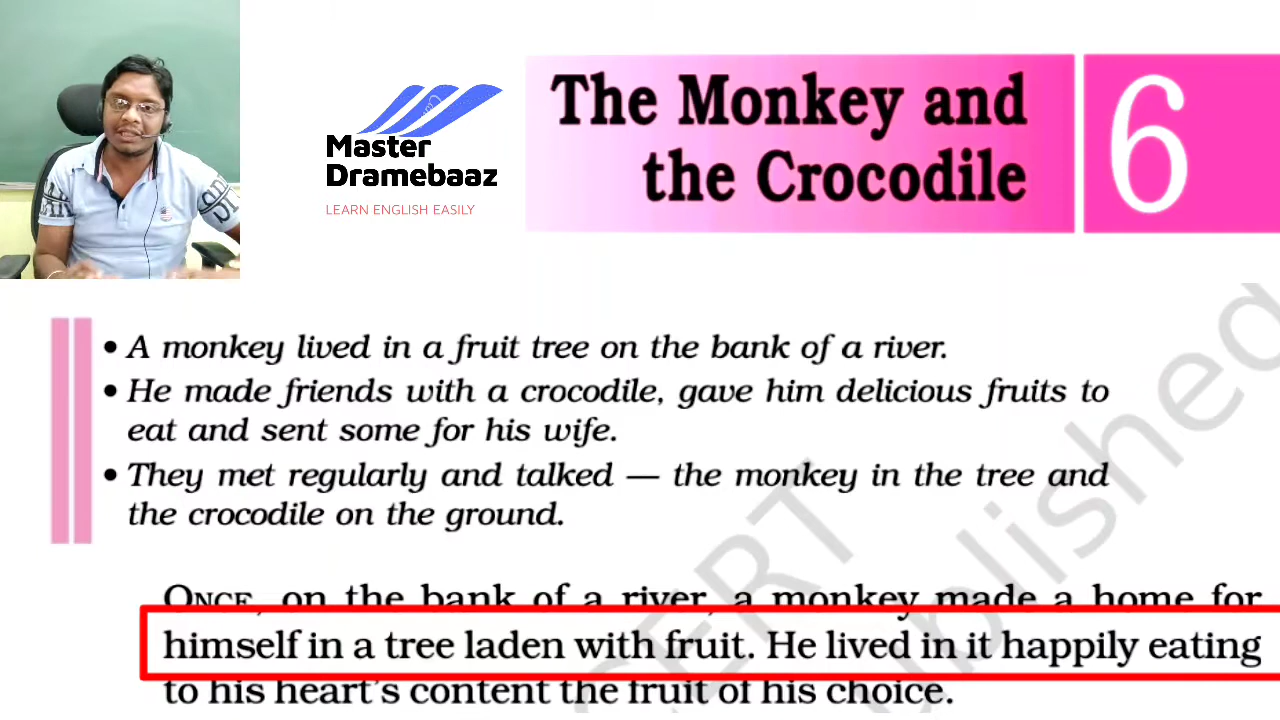 Master
Dramebaaz
LEARN ENGLISH EASILY
The Monkey and
the Crocodile
6
• A monkey lived in a fruit tree on the bank of a river.
• He made friends with a crocodile, gave him delicious fruits to
eat and sent some for his wife.
• They met regularly and talked — the monkey in the tree and
the crocodile on the ground.
ONCE, on the bank of a river, a monkey made a home for
himself in a tree laden with fruit. He lived in it happily eating
to his heart's content the fruit of his choice.